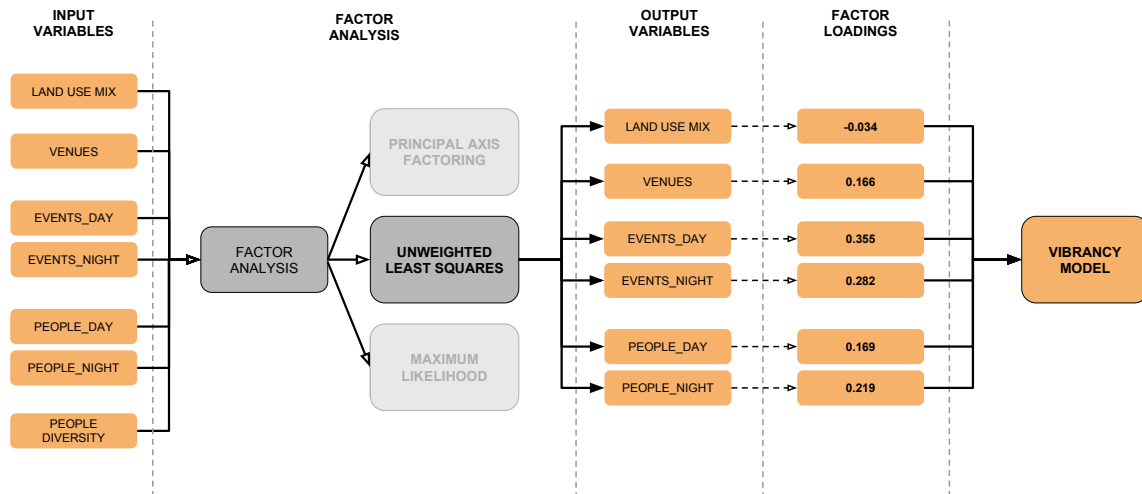 INPUT
VARIABLES
FACTOR
ANALYSIS
OUTPUT
VARIABLES
FACTOR
LOADINGS
LAND USE MIX
VENUES
EVENTS_DAY
EVENTS_NIGHT
PEOPLE_DAY
PEOPLE_NIGHT
PEOPLE
DIVERSITY
FACTOR
ANALYSIS
PRINCIPAL AXIS
FACTORING
UNWEIGHTED
LEAST SQUARES
MAXIMUM
LIKELIHOOD
LAND USE MIX
VENUES
EVENTS_DAY
EVENTS_NIGHT
PEOPLE_DAY
PEOPLE_NIGHT
-0.034
0.166
0.355
0.282
0.169
0.219
VIBRANCY
MODEL